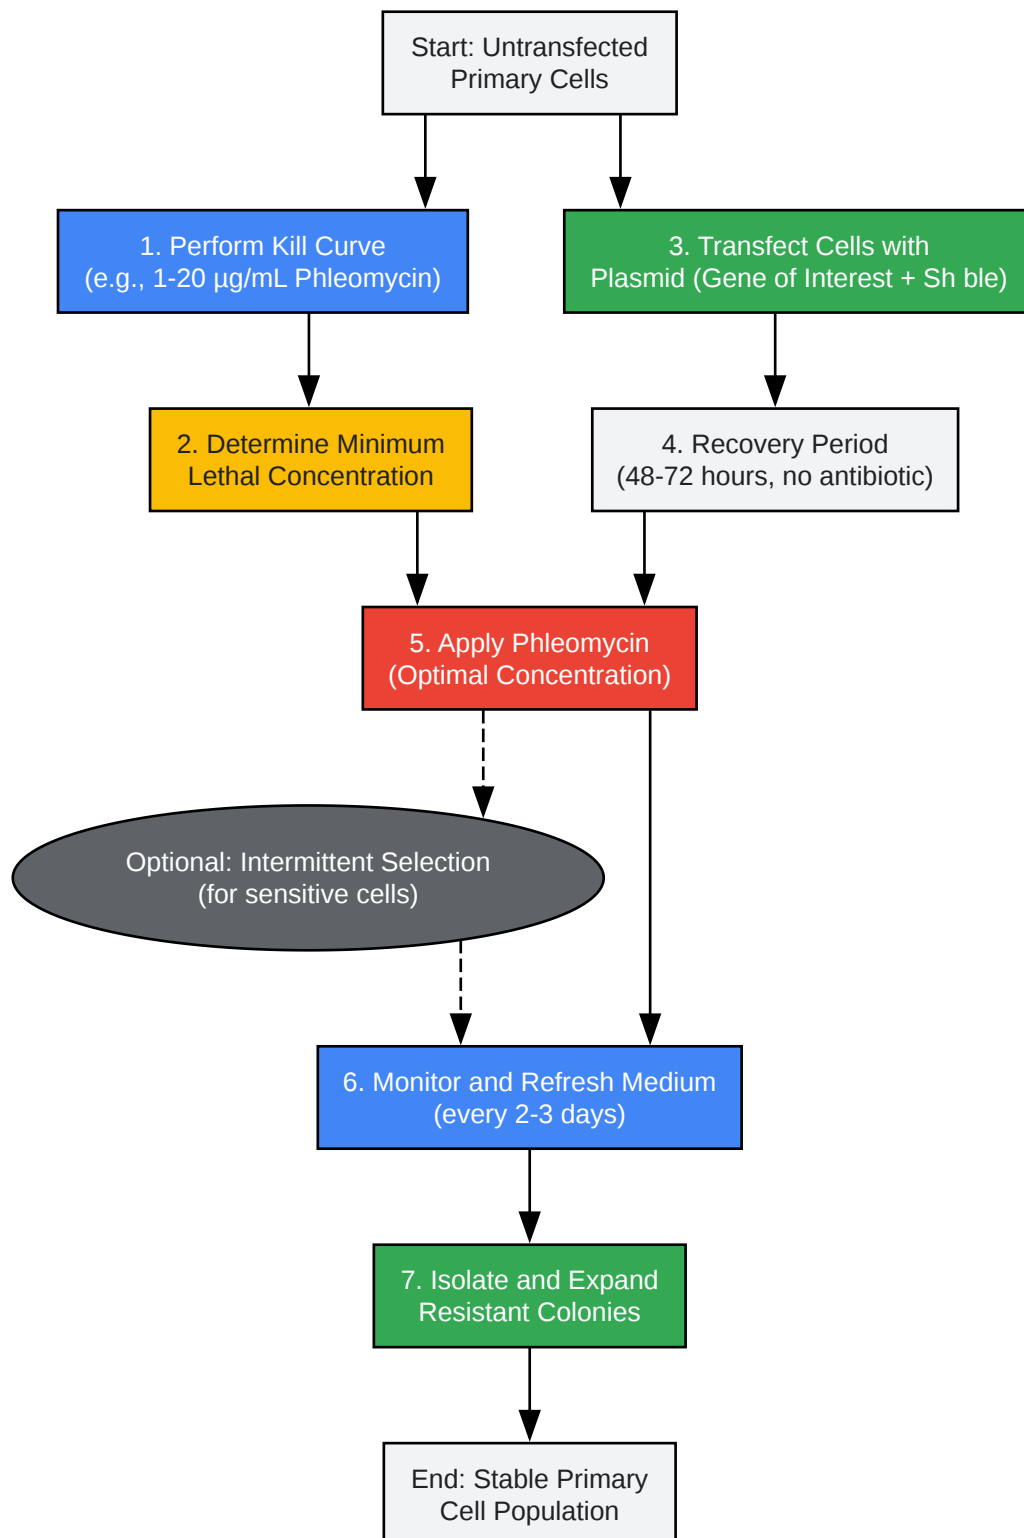 Start: Untransfected
Primary Cells
1. Perform Kill Curve
(e.g., 1-20 µg/mL Phleomycin)
3. Transfect Cells with
Plasmid (Gene of Interest + Sh ble)
2. Determine Minimum
Lethal Concentration
4. Recovery Period
(48-72 hours, no antibiotic)
5. Apply Phleomycin
(Optimal Concentration)
Optional: Intermittent Selection
(for sensitive cells)
6. Monitor and Refresh Medium
(every 2-3 days)
7. Isolate and Expand
Resistant Colonies
End: Stable Primary
Cell Population